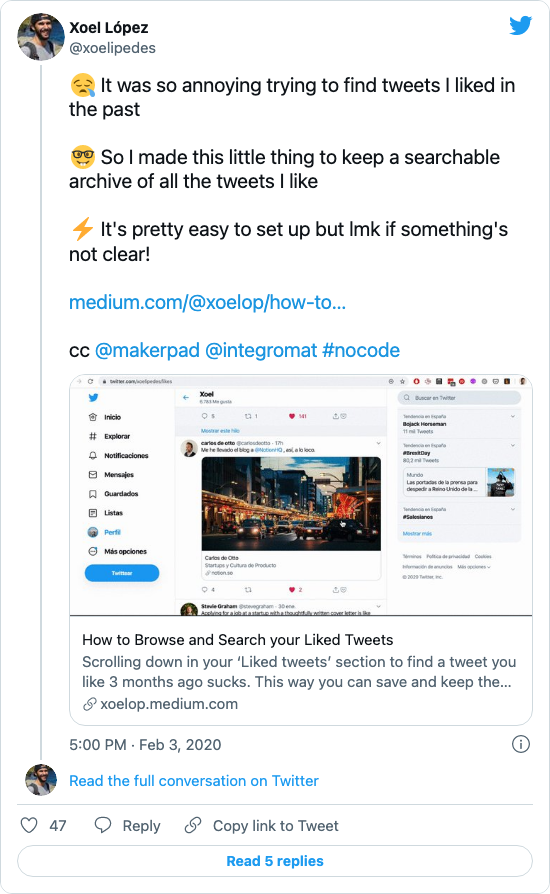 Xoel López
@xoelipedes
😪 It was so annoying trying to find tweets I liked in
the past
🤓 So I made this little thing to keep a searchable
archive of all the tweets I like
⚡ It's pretty easy to set up but lmk if something's
not clear!
medium.com/@xoelop/how-to...
cc @makerpad @integromat #nocode
twitter.com/xoelipedes/likes
Inicio
Explorar
Notificaciones
Mensajes
Guardados
Listas
Perfil
Más opciones
Twittear
Xoel
6.783 Me gusta
5
1
141
Mostrar este hilo
carlos de otto @carlosdeotto · 17h
Me he llevado el blog a @NotionHQ, así, a lo loco.
Carlos de Otto
Startups y Cultura de Producto
notion.so
4
2
Stevie Graham @stevegraham · 30 ene.
Applying for a job at a startup with a thoughtfully written cover letter is like
Buscar en Twitter
Tendencia en España
Bojack Horseman
11 mil Tweets
Tendencia en España
#BrexitDay
80,2 mil Tweets
Mundo
Las portadas de la prensa para
despedir a Reino Unido de la...
Tendencia en España
#Salesianos
Mostrar más
Términos Política de privacidad Cookies
Información de anuncios Más opciones
© 2020 Twitter, Inc.
How to Browse and Search your Liked Tweets
Scrolling down in your ‘Liked tweets’ section to find a tweet you
like 3 months ago sucks. This way you can save and keep the...
xoelop.medium.com
5:00 PM · Feb 3, 2020
Read the full conversation on Twitter
47 Reply Copy link to Tweet
Read 5 replies